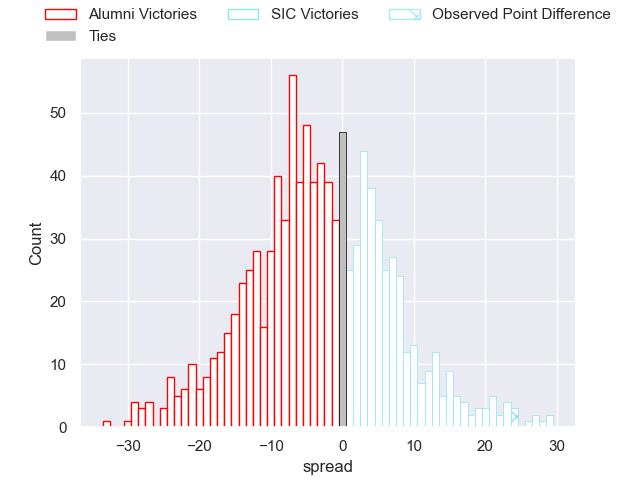 Alumni Victories SIC Victories Observed Point Difference
Ties
50
40
30
20
10
0
Count
−30 −20 −10 0 10 20 30
spread